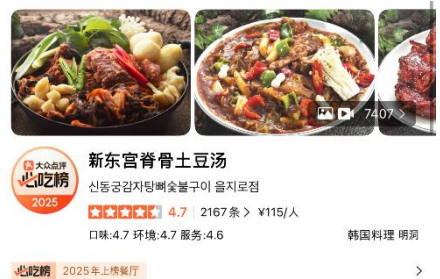 7407 >
大众点评
必吃榜
2025
新东宫脊骨土豆汤
신동궁감자탕뼈숯불구이 을지로점
4.7 2167条 > ¥115/人
口味:4.7 环境:4.7 服务:4.6 韩国料理 明洞
必吃榜 2025年上榜餐厅 >